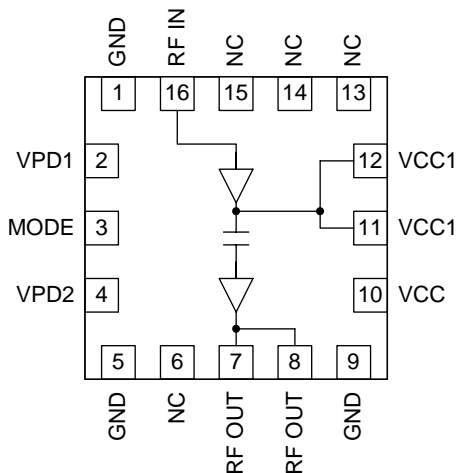 GND
RF IN
NC
NC
NC
1
16
15
14
13
VPD1
2
12
VCC1
MODE
3
11
VCC1
VPD2
4
10
VCC
5
6
7
8
9
GND
NC
RF OUT
RF OUT
GND